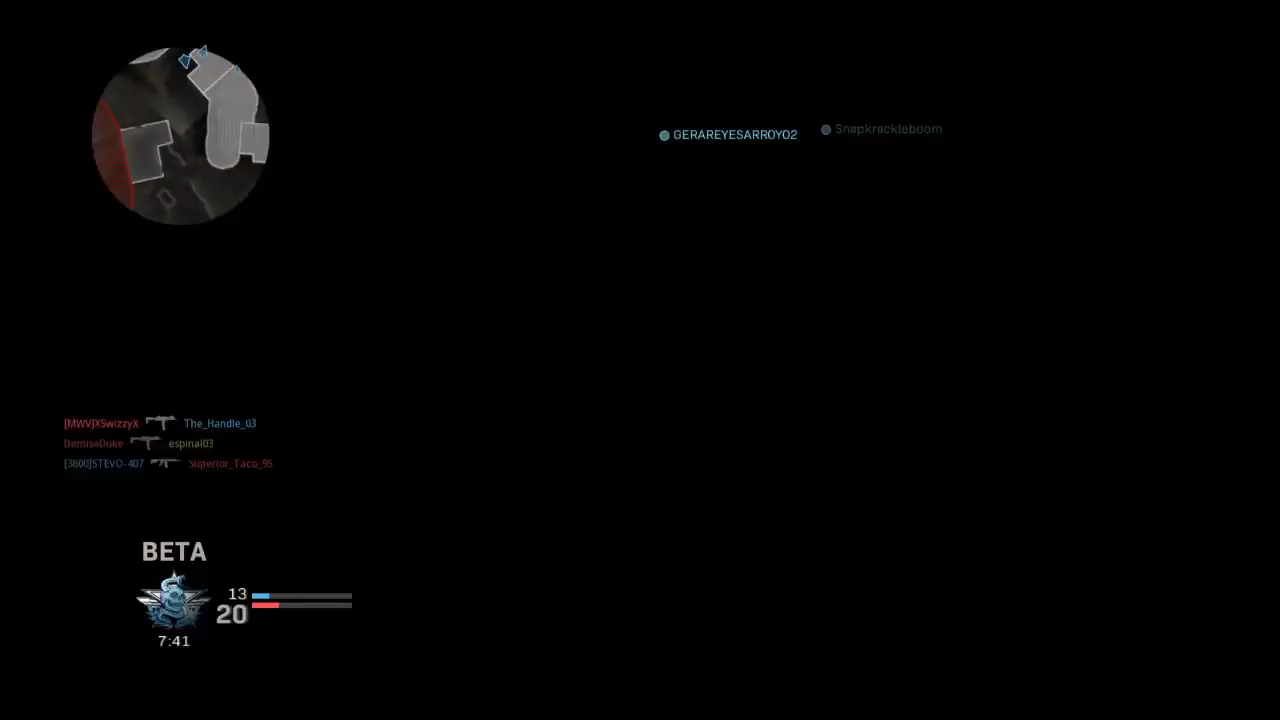 GERAREYESARROYO2
Snapkrackleboom
[MWV]XSwizzyX The_Handle_03
DemiseDuke espinal03
[3600]STEVO-407 Superior_Taco_95
BETA
13
20
7:41